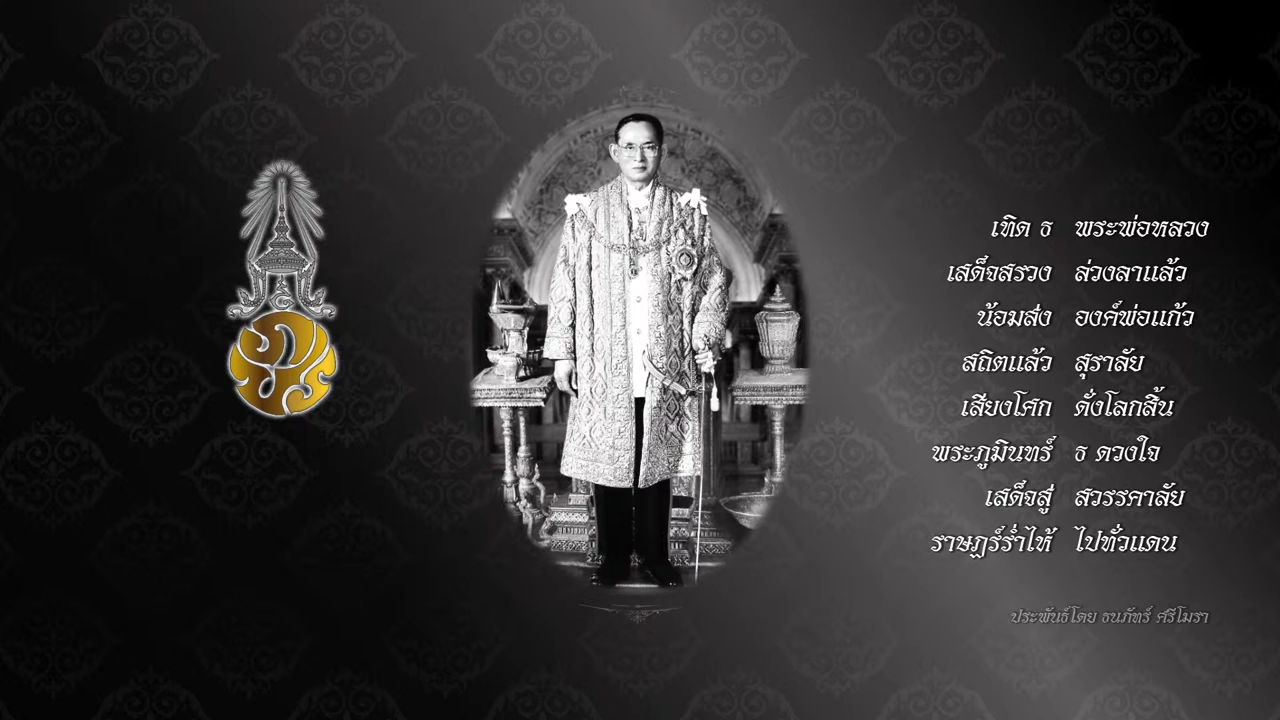 เทิด ธ พระพ่อหลวง
เสด็จสรวง ล่วงลาแล้ว
น้อมส่ง องค์พ่อแก้ว
สถิตแล้ว สุราลัย
เสียงโศก ดั่งโลกสิ้น
พระภูมินทร์ ธ ดวงใจ
เสด็จสู่ สวรรคาลัย
ราษฎร์ร่ำไห้ ไปทั่วแดน
ประพันธ์โดย ธนภัทร์ ศรีโมรา